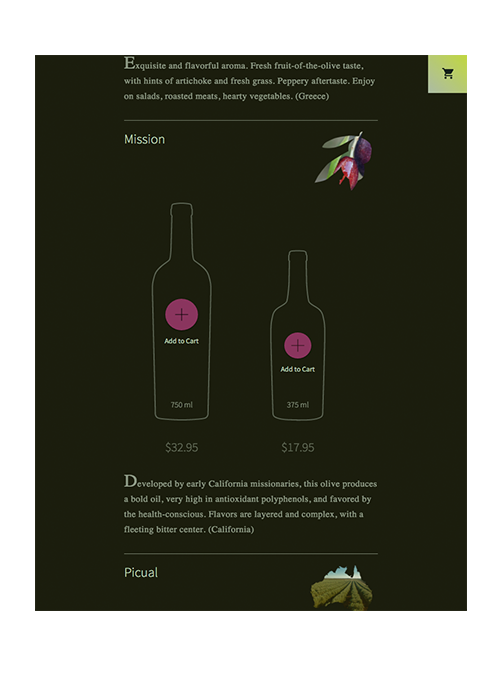 Exquisite and flavorful aroma. Fresh fruit-of-the-olive taste,
with hints of artichoke and fresh grass. Peppery aftertaste. Enjoy
on salads, roasted meats, hearty vegetables. (Greece)
Mission
Add to Cart
Add to Cart
750 ml
375 ml
$32.95
$17.95
Developed by early California missionaries, this olive produces
a bold oil, very high in antioxidant polyphenols, and favored by
the health-conscious. Flavors are layered and complex, with a
fleeting bitter center. (California)
Picual